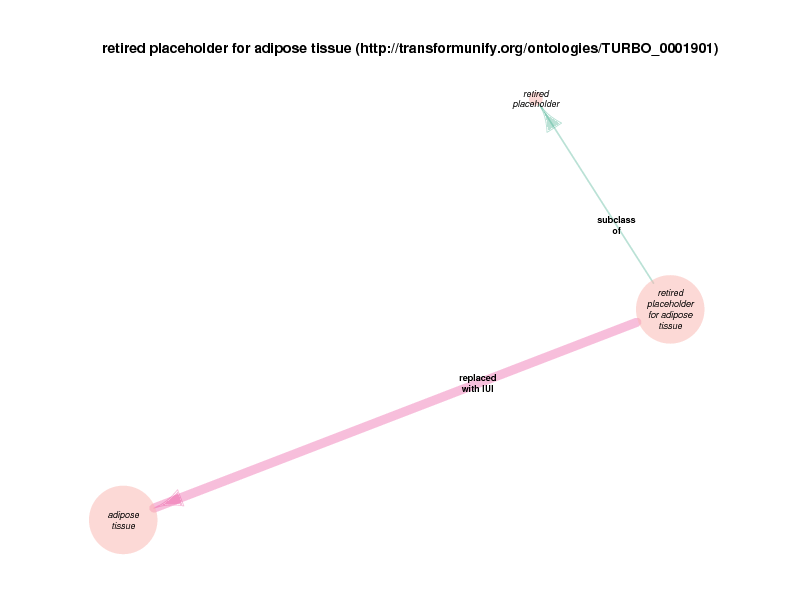 retired placeholder for adipose tissue (http://transformunify.org/ontologies/TURBO_0001901)
retired
placeholder
subclass
of
retired
placeholder
for adipose
tissue
replaced
with IUI
adipose
tissue